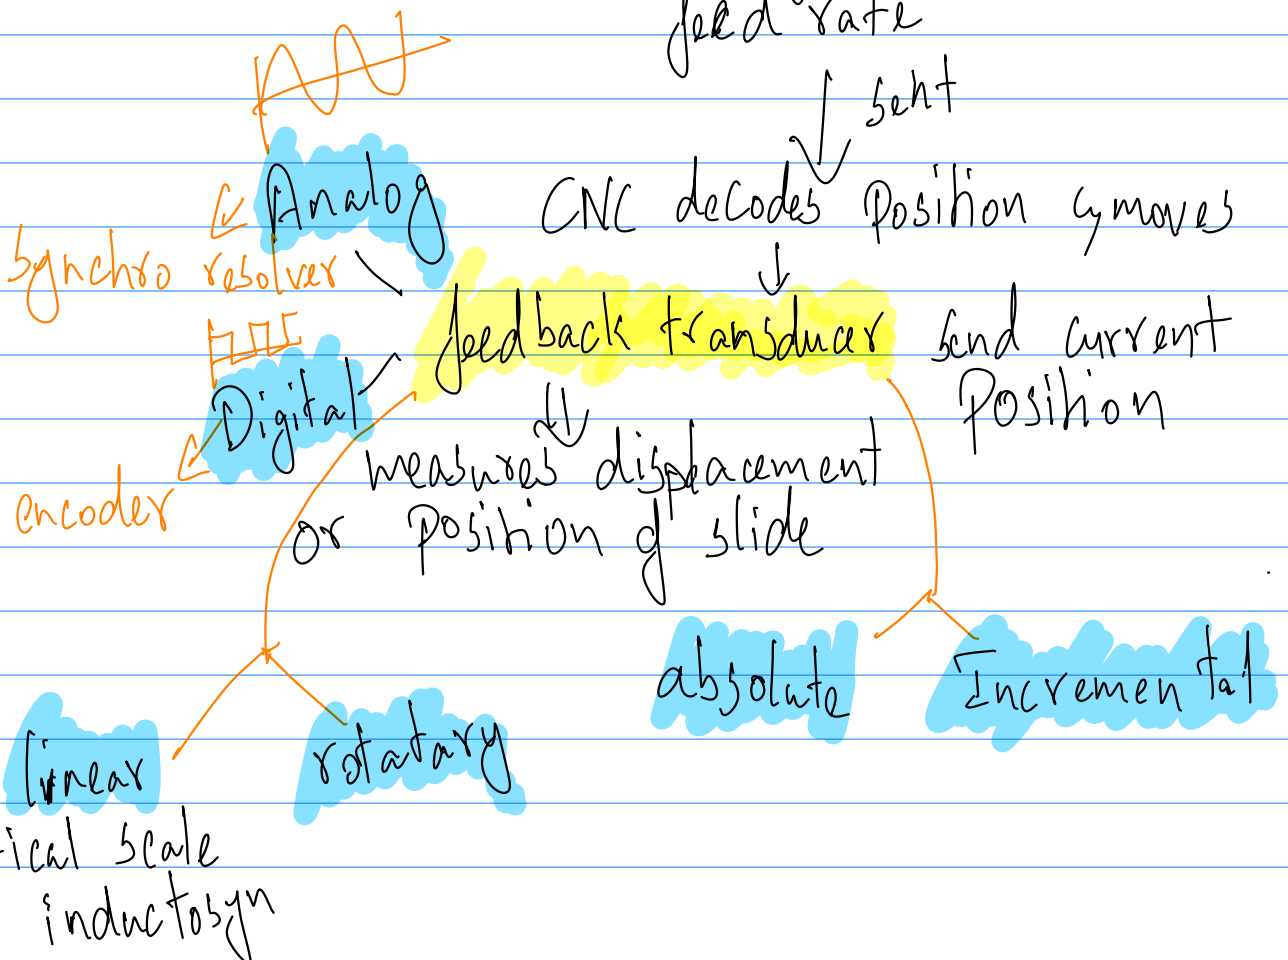 feed rate
sent
Analog
CNC decodes position & moves
synchro resolver
feedback transducer
send current
position
Digital
measures displacement
encoder
or position of slide
absolute
Incremental
linear
rotatary
ical scale
inductosyn